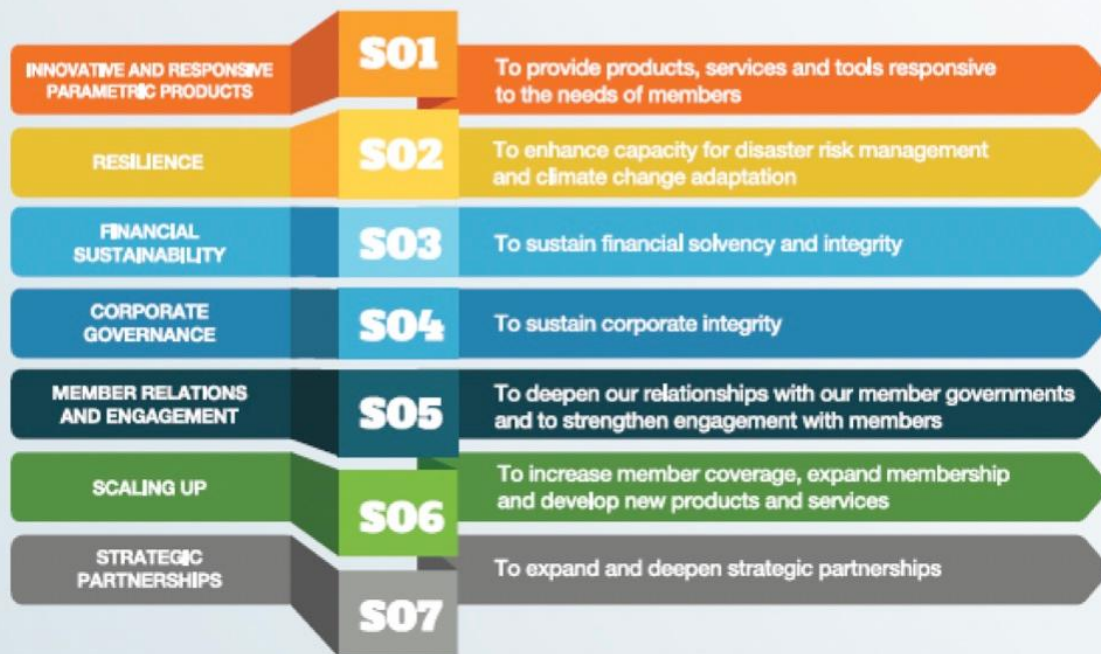 INNOVATIVE AND RESPONSIVE
PARAMETRIC PRODUCTS
SO1
To provide products, services and tools responsive
to the needs of members
RESILIENCE
SO2
To enhance capacity for disaster risk management
and climate change adaptation
FINANCIAL
SUSTAINABILITY
SO3
To sustain financial solvency and integrity
CORPORATE
GOVERNANCE
SO4
To sustain corporate integrity
MEMBER RELATIONS
AND ENGAGEMENT
SO5
To deepen our relationships with our member governments
and to strengthen engagement with members
SCALING UP
SO6
To increase member coverage, expand membership
and develop new products and services
STRATEGIC
PARTNERSHIPS
SO7
To expand and deepen strategic partnerships